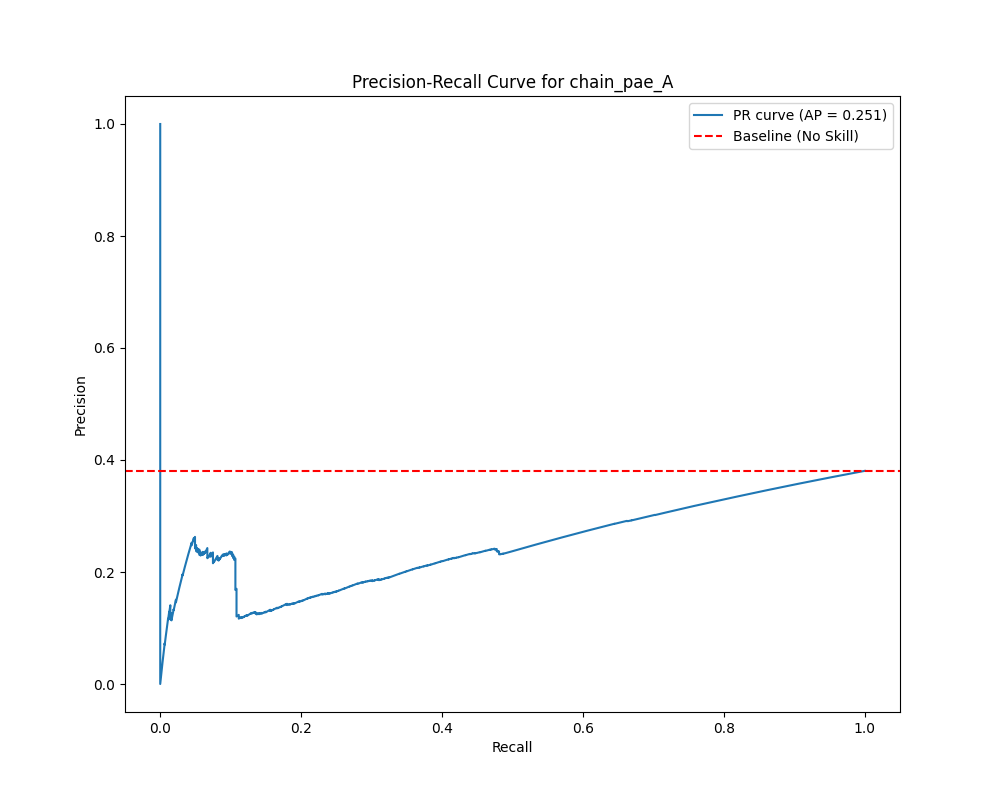 Precision-Recall Curve for chain_pae_A
PR curve (AP = 0.251)
Baseline (No Skill)
1.0
0.8
0.6
0.4
0.2
0.0
Precision
0.0 0.2 0.4 0.6 0.8 1.0
Recall